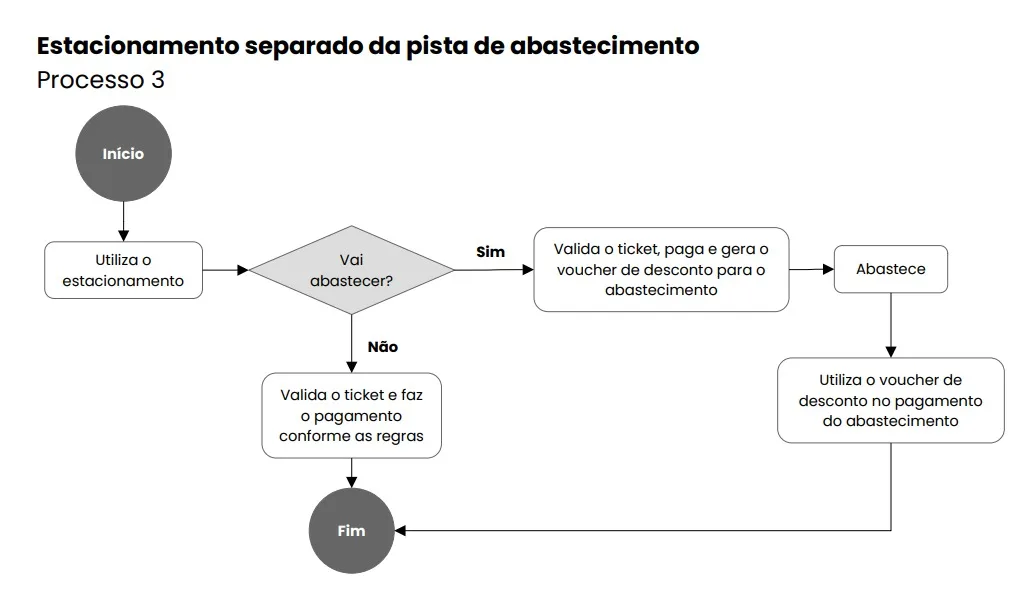 Estacionamento separado da pista de abastecimento
Processo 3
Início
Utiliza o
estacionamento
Vai
abastecer?
Sim
Valida o ticket, paga e gera o
voucher de desconto para o
abastecimento
Abastece
Não
Valida o ticket e faz
o pagamento
conforme as regras
Utiliza o voucher de
desconto no pagamento
do abastecimento
Fim